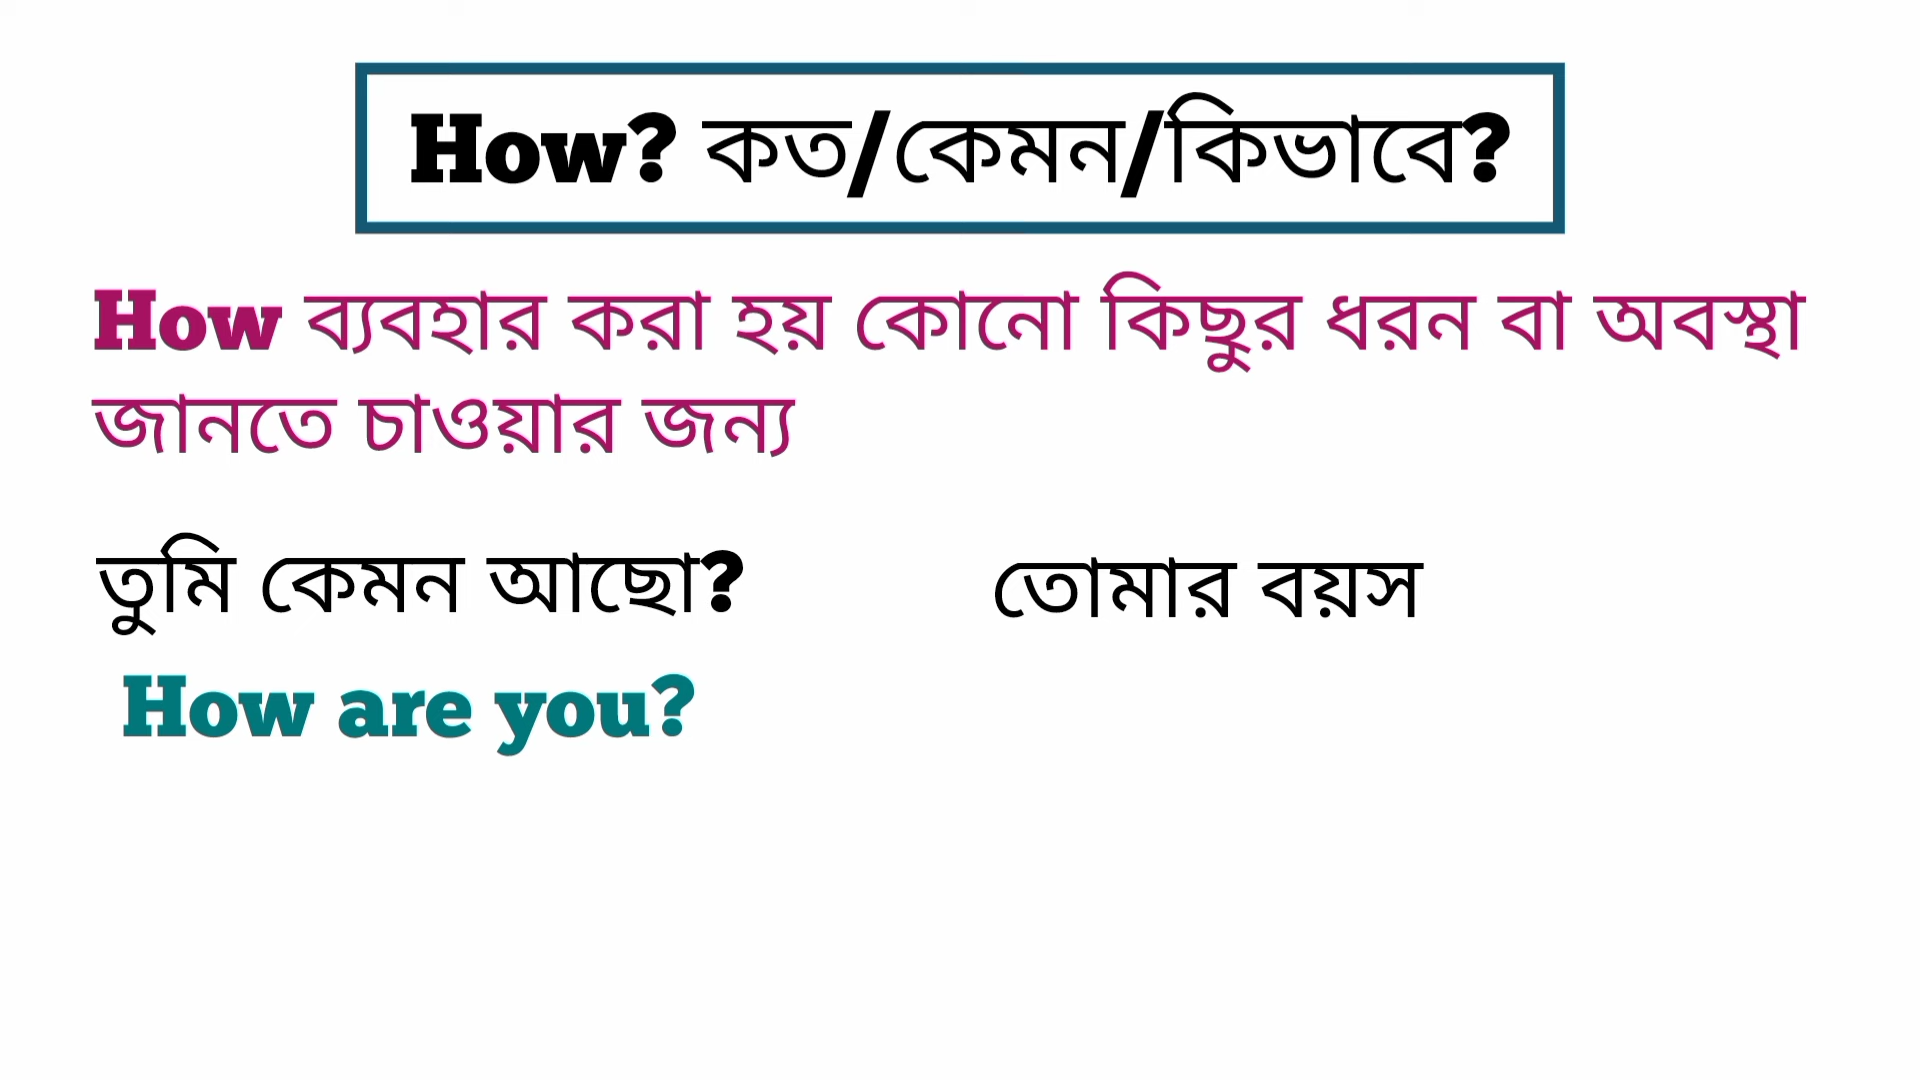 How? কত/কেমন/কিভাবে?
How ব্যবহার করা হয় কোনো কিছুর ধরন বা অবস্থা
জানতে চাওয়ার জন্য
তুমি কেমন আছো?
How are you?
তোমার বয়স